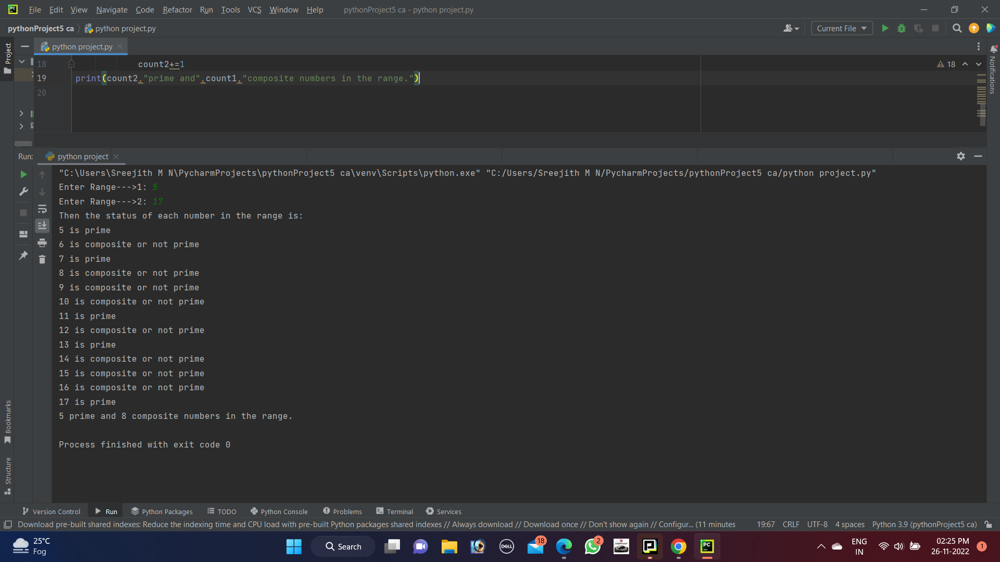 File Edit View Navigate Code Refactor Run Tools VCS Window Help pythonProject5 ca - python project.py
pythonProject5 ca python project.py Current File
Project
python project.py
18 count2+=1
18
19 print(count2,"prime and",count1,"composite numbers in the range.")
20
Notifications
Run: python project
"C:\Users\Sreejith M N\PycharmProjects\pythonProject5 ca\venv\Scripts\python.exe" "C:/Users/Sreejith M N/PycharmProjects/pythonProject5 ca/python project.py"
Enter Range--->1: 5
Enter Range--->2: 17
Then the status of each number in the range is:
5 is prime
6 is composite or not prime
7 is prime
8 is composite or not prime
9 is composite or not prime
10 is composite or not prime
11 is prime
12 is composite or not prime
13 is prime
14 is composite or not prime
15 is composite or not prime
16 is composite or not prime
17 is prime
5 prime and 8 composite numbers in the range.
Process finished with exit code 0
Bookmarks
Structure
Version Control Run Python Packages TODO Python Console Problems Terminal Services
Download pre-built shared indexes: Reduce the indexing time and CPU load with pre-built Python packages shared indexes // Always download // Download once // Don't show again // Configur... (11 minutes 19:67 CRLF UTF-8 4 spaces Python 3.9 (pythonProject5 ca)
25°C
Fog
Search
DELL
18
2
PC
ENG
IN
02:25 PM
26-11-2022
1